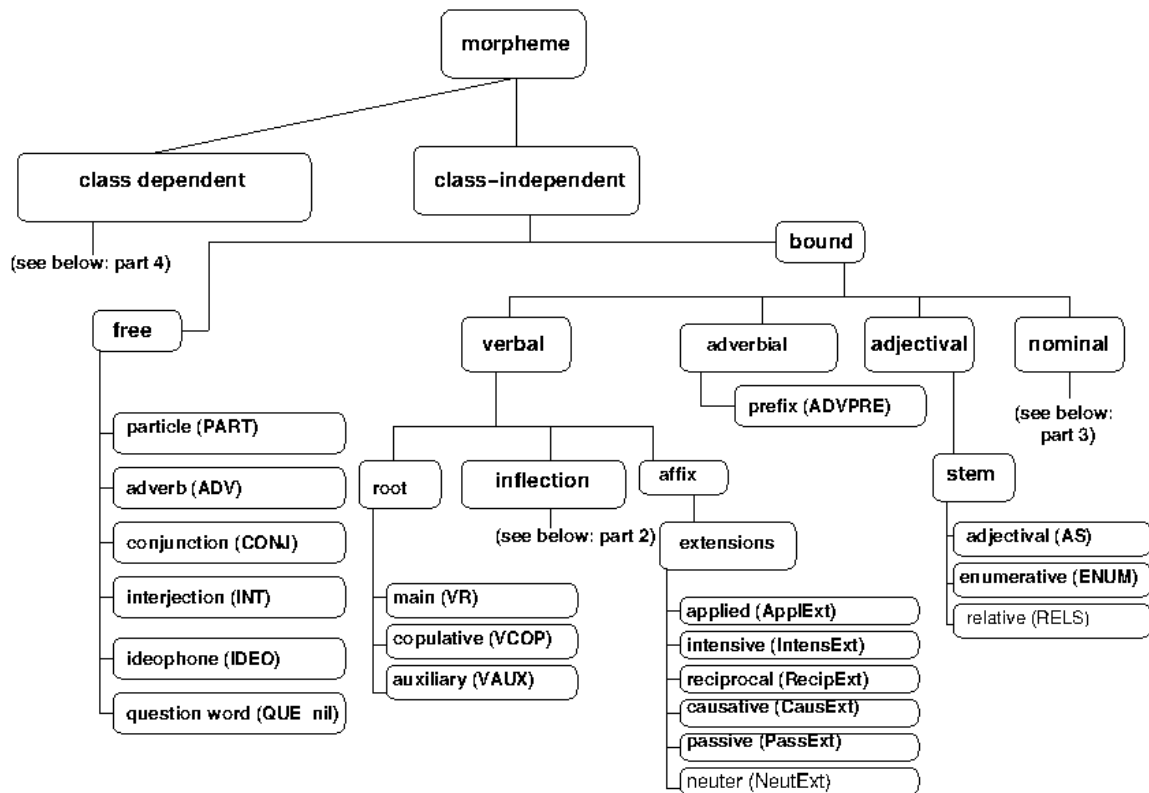 morpheme
class dependent
class-independent
(see below: part 4)
bound
free
verbal
adverbial
adjectival
nominal
prefix (ADVPRE)
(see below:
part 3)
particle (PART)
adverb (ADV)
conjunction (CONJ)
interjection (INT)
ideophone (IDEO)
question word (QUE nil)
root
inflection
affix
stem
(see below: part 2)
extensions
main (VR)
copulative (VCOP)
auxiliary (VAUX)
applied (ApplExt)
intensive (IntensExt)
reciprocal (RecipExt)
causative (CausExt)
passive (PassExt)
neuter (NeutExt)
adjectival (AS)
enumerative (ENUM)
relative (RELS)